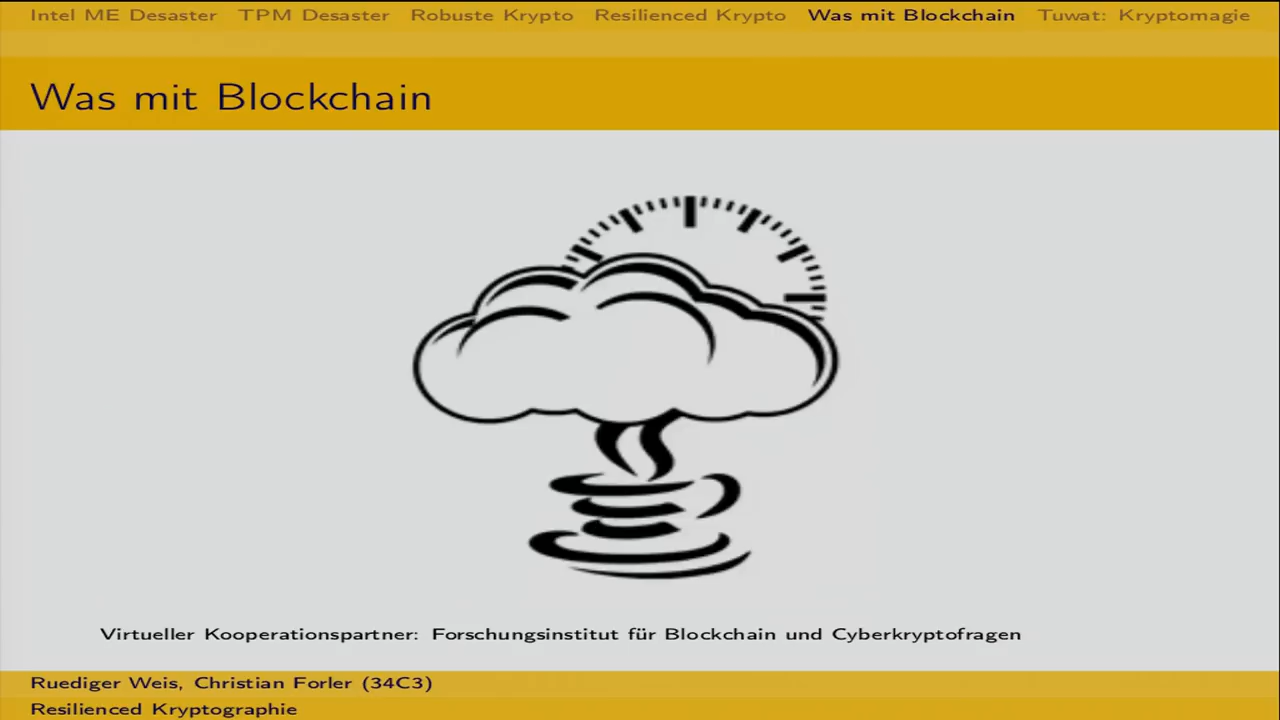 Intel ME Desaster TPM Desaster Robuste Krypto Resilienced Krypto Was mit Blockchain Tuwat: Kryptomagie
Was mit Blockchain
Virtueller Kooperationspartner: Forschungsinstitut für Blockchain und Cyberkryptofragen
Ruediger Weis, Christian Forler (34C3)
Resilienced Kryptographie